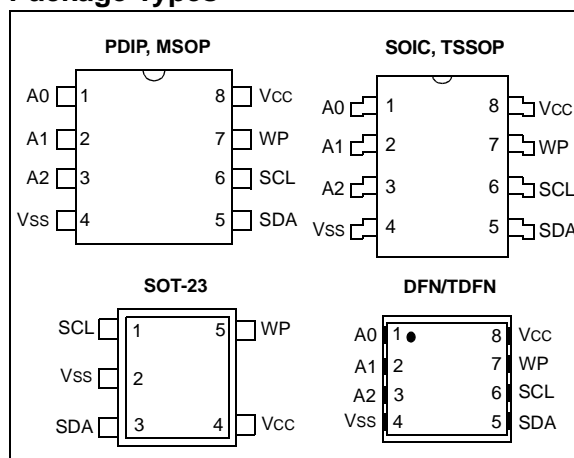 Package Types
PDIP, MSOP
A0 1 8 VCC
A1 2 7 WP
A2 3 6 SCL
VSS 4 5 SDA
SOIC, TSSOP
A0 1 8 VCC
A1 2 7 WP
A2 3 6 SCL
VSS 4 5 SDA
SOT-23
SCL 1 5 WP
VSS 2
SDA 3 4 VCC
DFN/TDFN
A0 1 8 VCC
A1 2 7 WP
A2 3 6 SCL
VSS 4 5 SDA